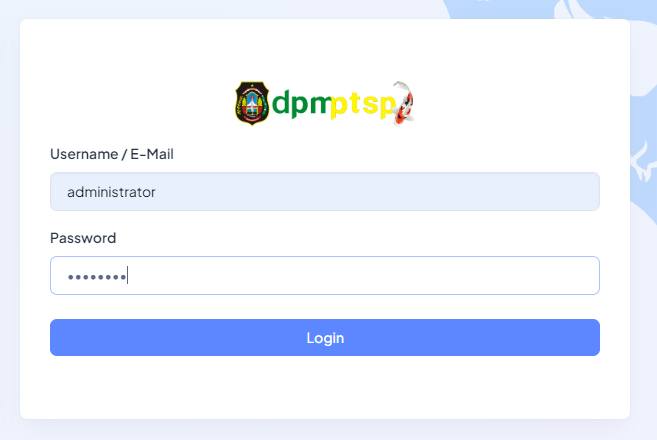 dpmptsp
Username / E-Mail
administrator
Password
••••••••
Login